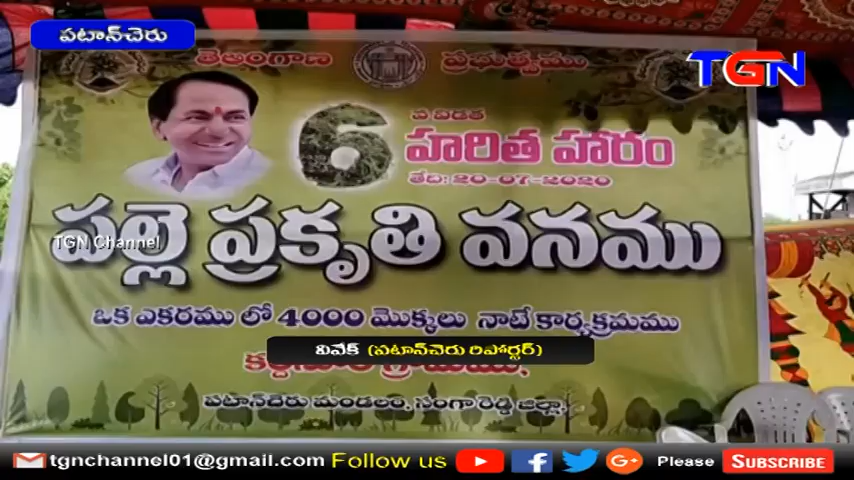 పటాన్‌చెరు
TGN
తెలంగాణ ప్రభుత్వము
6 వ విడత
హరిత హారం
తేది: 20-07-2020
పల్లె ప్రకృతి వనము
TGN Channel
ఒక ఎకరము లో 4000 మొక్కలు నాటే కార్యక్రమము
వివేక్ (పటాన్‌చెరు రిపోర్టర్)
గ్రామము,
పటాన్‌చెరు మండలం, సంగారెడ్డి జిల్లా
tgnchannel01@gmail.com Follow us Please SUBSCRIBE